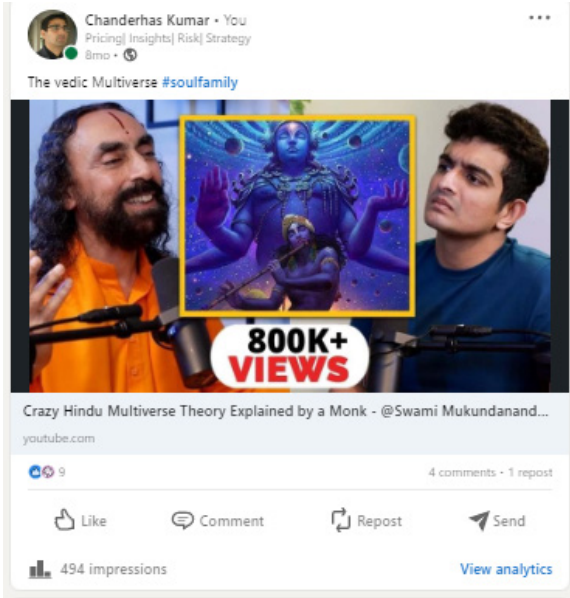 Chanderhas Kumar • You
Pricing| Insights| Risk| Strategy
8mo •
The vedic Multiverse #soulfamily
800K+
VIEWS
Crazy Hindu Multiverse Theory Explained by a Monk - @Swami Mukundanand...
youtube.com
9
4 comments • 1 repost
Like
Comment
Repost
Send
494 impressions
View analytics